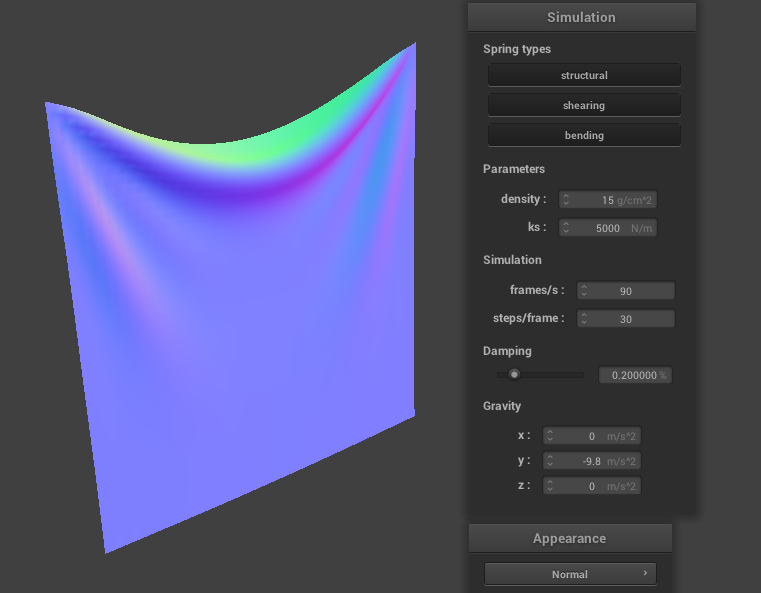 Simulation
Spring types
structural
shearing
bending
Parameters
density : 15 g/cm^2
ks : 5000 N/m
Simulation
frames/s : 90
steps/frame : 30
Damping
0.200000 %
Gravity
x : 0 m/s^2
y : -9.8 m/s^2
z : 0 m/s^2
Appearance
Normal